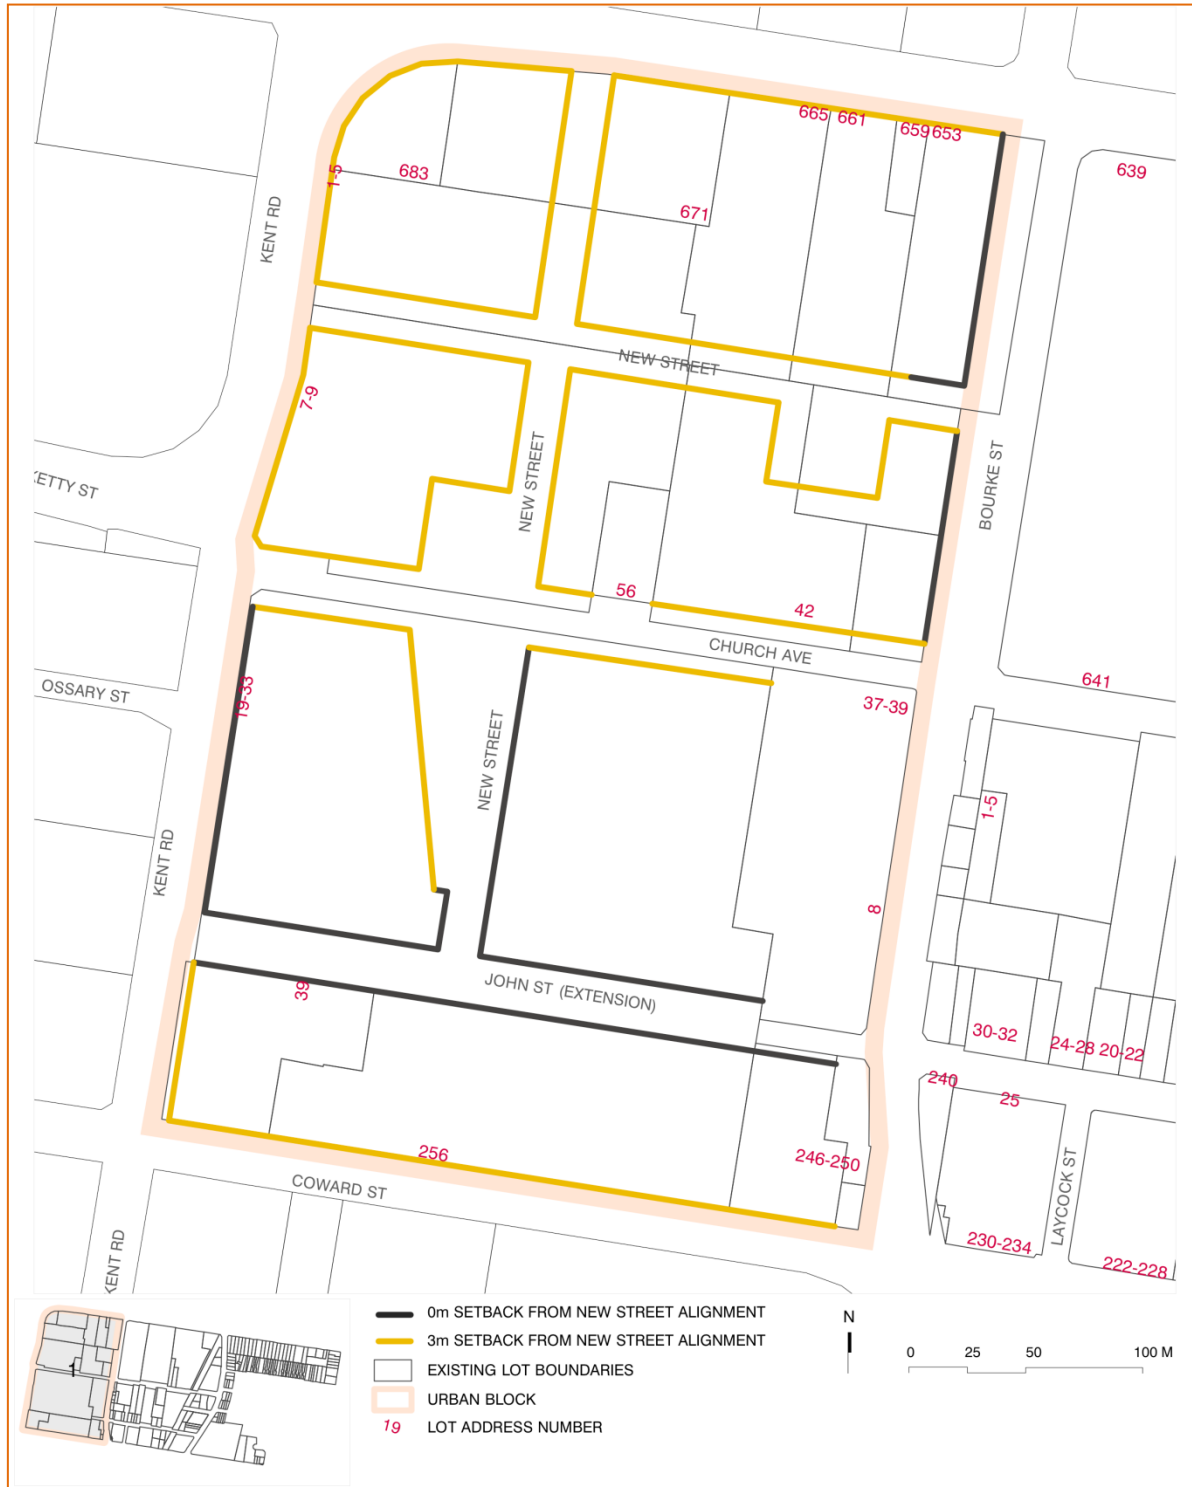 665
661
659
653
639
1-5
683
671
KENT RD
NEW STREET
7-9
NEW STREET
BOURKE ST
KETTY ST
56
42
CHURCH AVE
641
OSSARY ST
19-33
37-39
NEW STREET
1-5
KENT RD
8
39
JOHN ST (EXTENSION)
30-32
24-28
20-22
240
25
256
246-250
COWARD ST
LAYCOCK ST
230-234
222-228
KENT RD
1
0m SETBACK FROM NEW STREET ALIGNMENT
3m SETBACK FROM NEW STREET ALIGNMENT
EXISTING LOT BOUNDARIES
URBAN BLOCK
19 LOT ADDRESS NUMBER
N
0 25 50 100 M